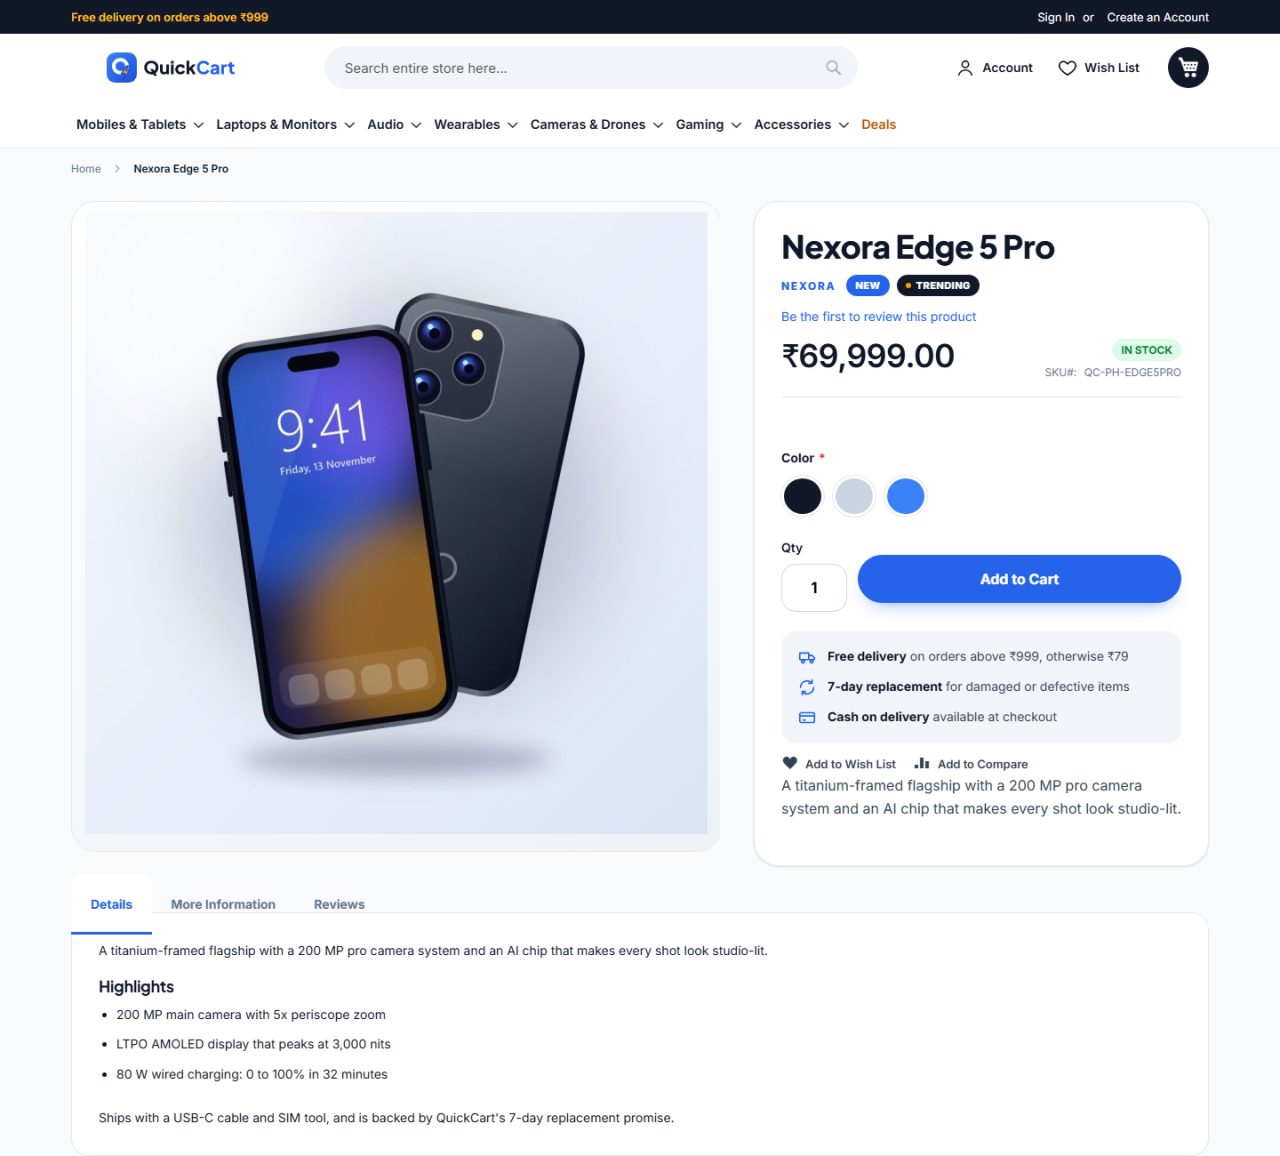 Free delivery on orders above ₹999
Sign In or Create an Account
QuickCart
Search entire store here...
Account
Wish List
Mobiles & Tablets
Laptops & Monitors
Audio
Wearables
Cameras & Drones
Gaming
Accessories
Deals
Home
Nexora Edge 5 Pro
9:41
Friday, 13 November
Nexora Edge 5 Pro
NEXORA
NEW
TRENDING
Be the first to review this product
₹69,999.00
IN STOCK
SKU#: QC-PH-EDGE5PRO
Color *
Qty
1
Add to Cart
Free delivery on orders above ₹999, otherwise ₹79
7-day replacement for damaged or defective items
Cash on delivery available at checkout
Add to Wish List
Add to Compare
A titanium-framed flagship with a 200 MP pro camera
system and an AI chip that makes every shot look studio-lit.
Details
More Information
Reviews
A titanium-framed flagship with a 200 MP pro camera system and an AI chip that makes every shot look studio-lit.
Highlights
200 MP main camera with 5x periscope zoom
LTPO AMOLED display that peaks at 3,000 nits
80 W wired charging: 0 to 100% in 32 minutes
Ships with a USB-C cable and SIM tool, and is backed by QuickCart's 7-day replacement promise.